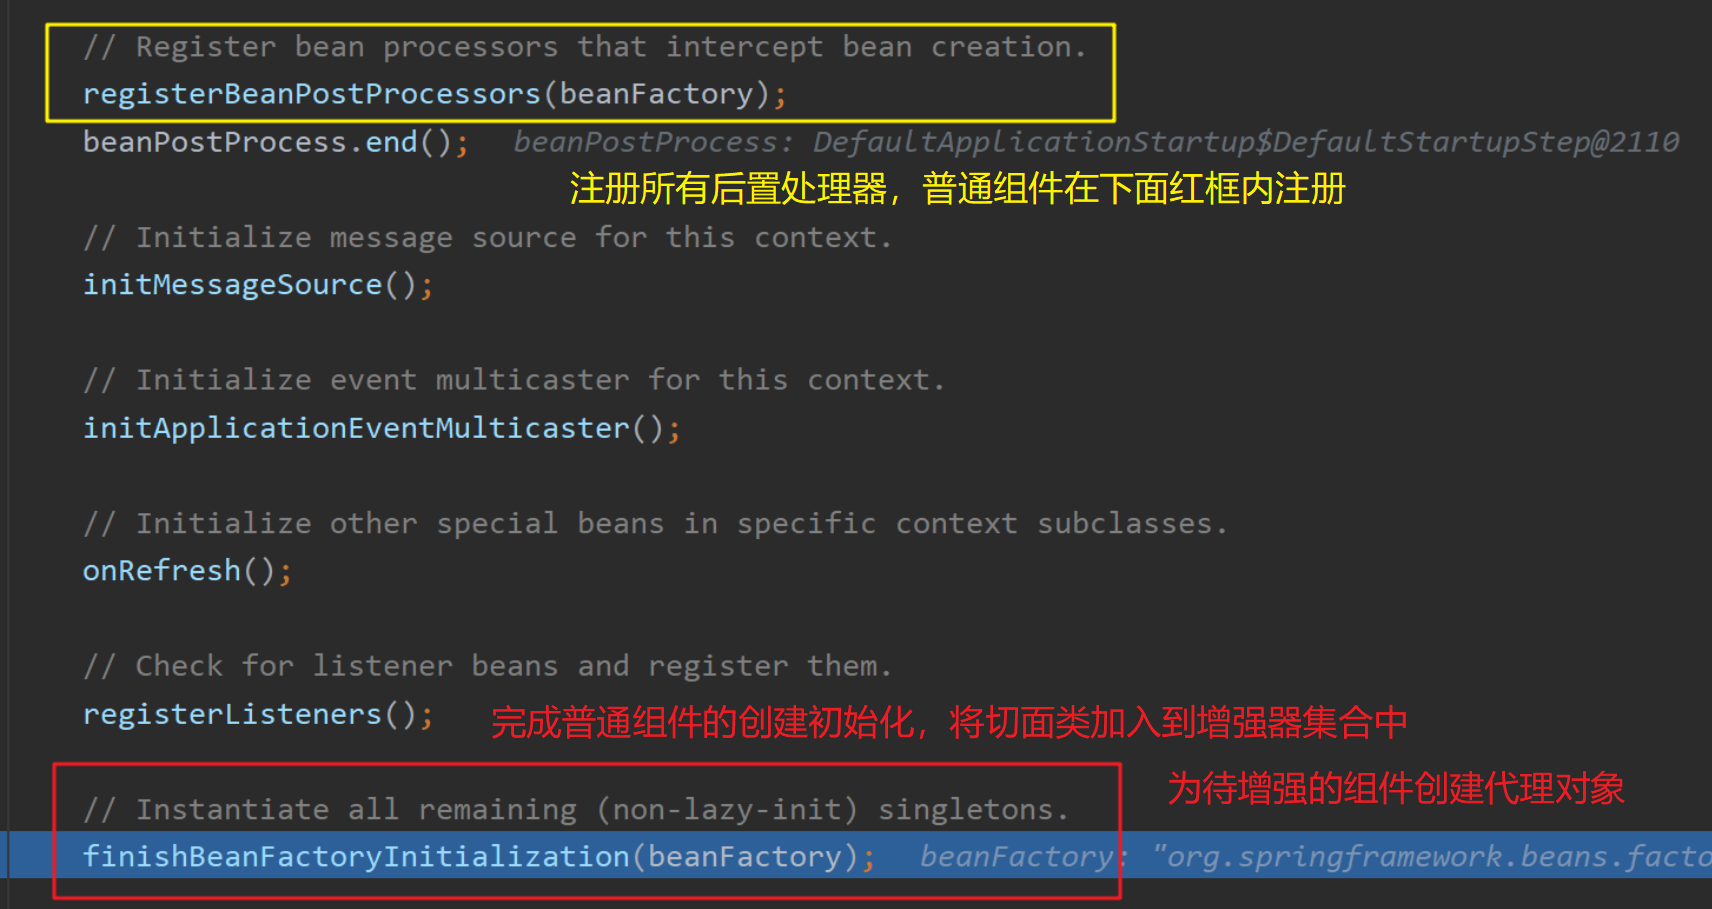 // Register bean processors that intercept bean creation.
registerBeanPostProcessors(beanFactory);
beanPostProcess.end();   beanPostProcess: DefaultApplicationStartup$DefaultStartupStep@2110
注册所有后置处理器，普通组件在下面红框内注册
// Initialize message source for this context.
initMessageSource();
// Initialize event multicaster for this context.
initApplicationEventMulticaster();
// Initialize other special beans in specific context subclasses.
onRefresh();
// Check for listener beans and register them.
registerListeners();   完成普通组件的创建初始化，将切面类加入到增强器集合中
为待增强的组件创建代理对象
// Instantiate all remaining (non-lazy-init) singletons.
finishBeanFactoryInitialization(beanFactory);   beanFactory: "org.springframework.beans.facto